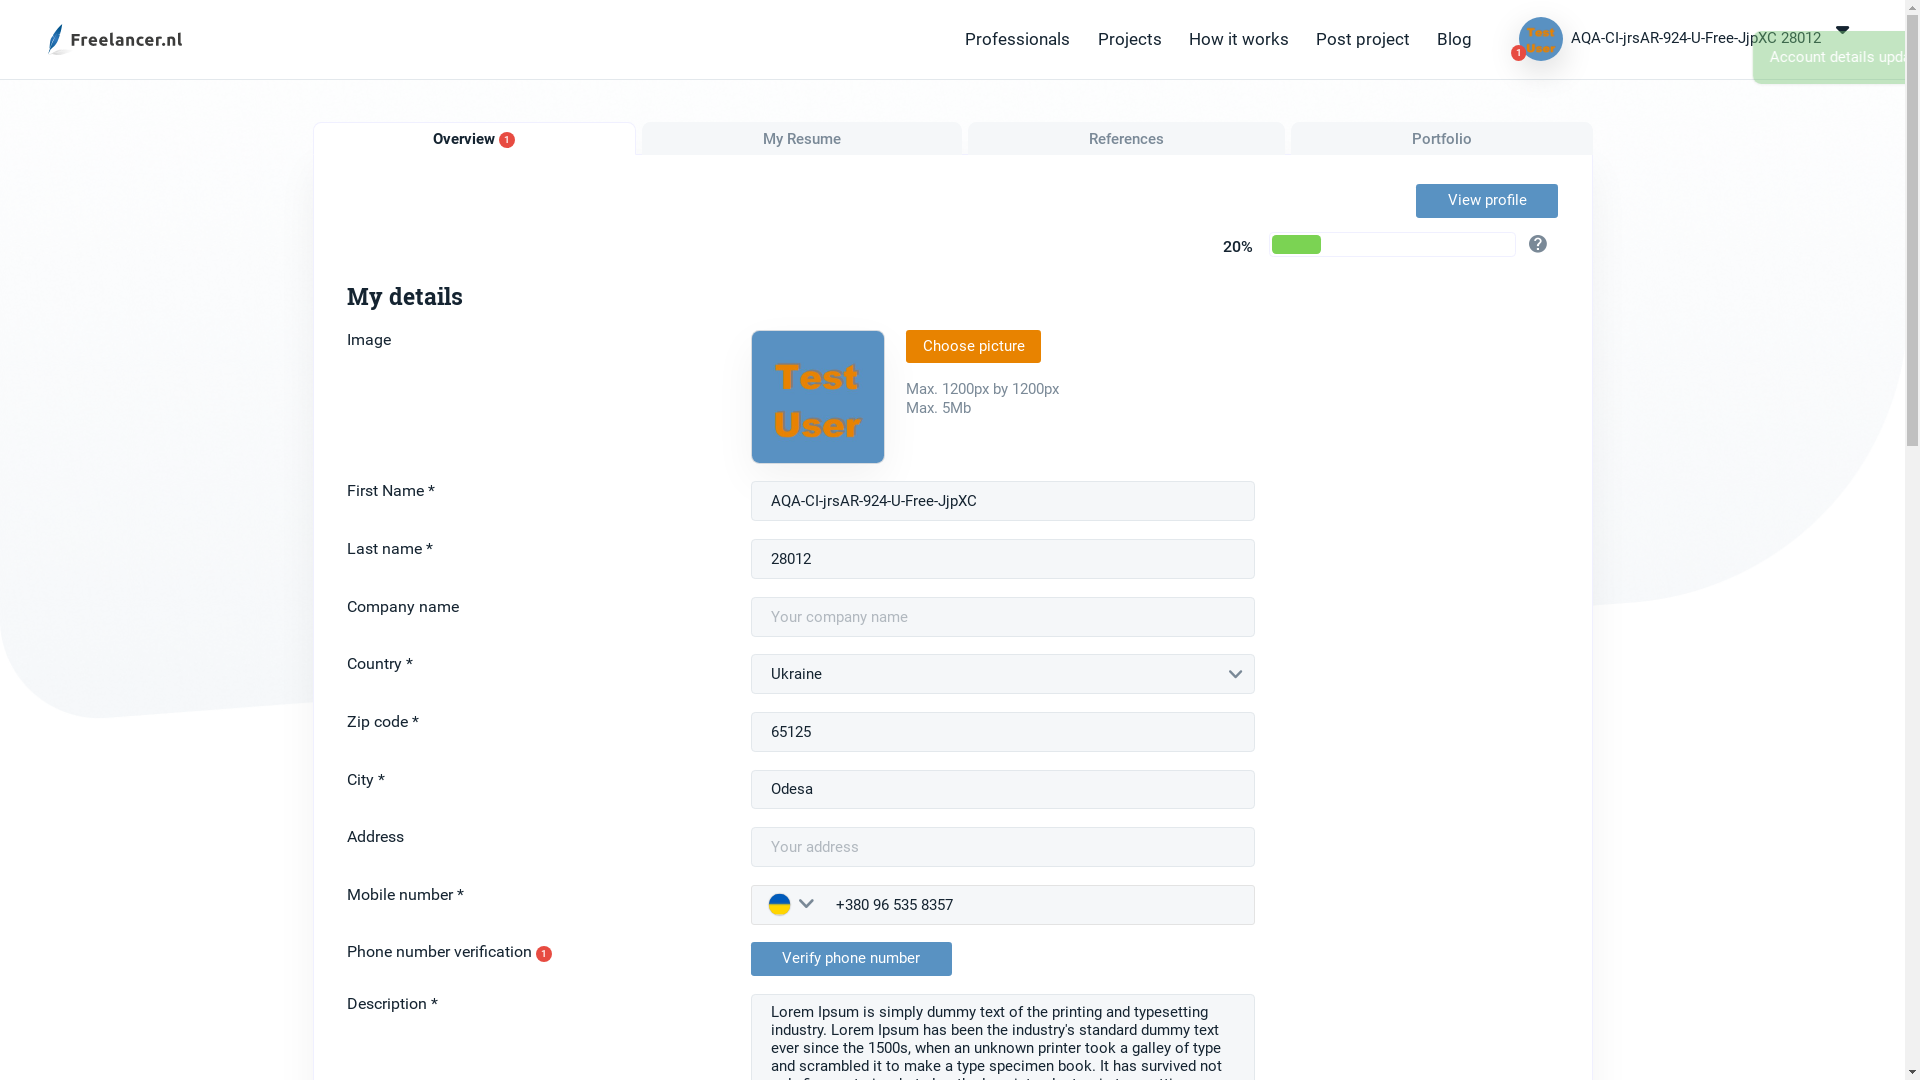 Freelancer.nl
Professionals
Projects
How it works
Post project
Blog
Test
User
1
AQA-CI-jrsAR-924-U-Free-JjpXC 28012
Account details
Overview 1
My Resume
References
Portfolio
View profile
20%
?
My details
Image
Test
User
Choose picture
Max. 1200px by 1200px
Max. 5Mb
First Name *
AQA-CI-jrsAR-924-U-Free-JjpXC
Last name *
28012
Company name
Your company name
Country *
Ukraine
Zip code *
65125
City *
Odesa
Address
Your address
Mobile number *
+380 96 535 8357
Phone number verification 1
Verify phone number
Description *
Lorem Ipsum is simply dummy text of the printing and typesetting
industry. Lorem Ipsum has been the industry's standard dummy text
ever since the 1500s, when an unknown printer took a galley of type
and scrambled it to make a type specimen book. It has survived not